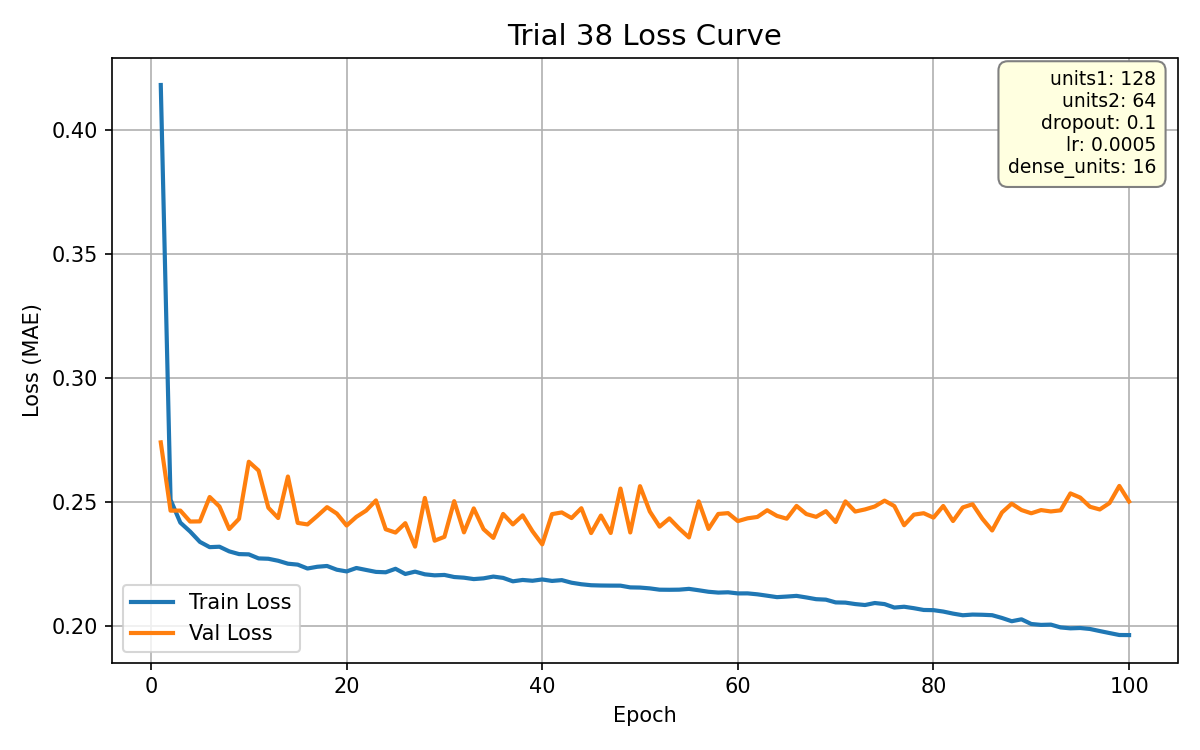 Trial 38 Loss Curve
units1: 128
units2: 64
dropout: 0.1
lr: 0.0005
dense_units: 16
0.40
0.35
0.30
0.25
0.20
Loss (MAE)
Train Loss
Val Loss
0 20 40 60 80 100
Epoch